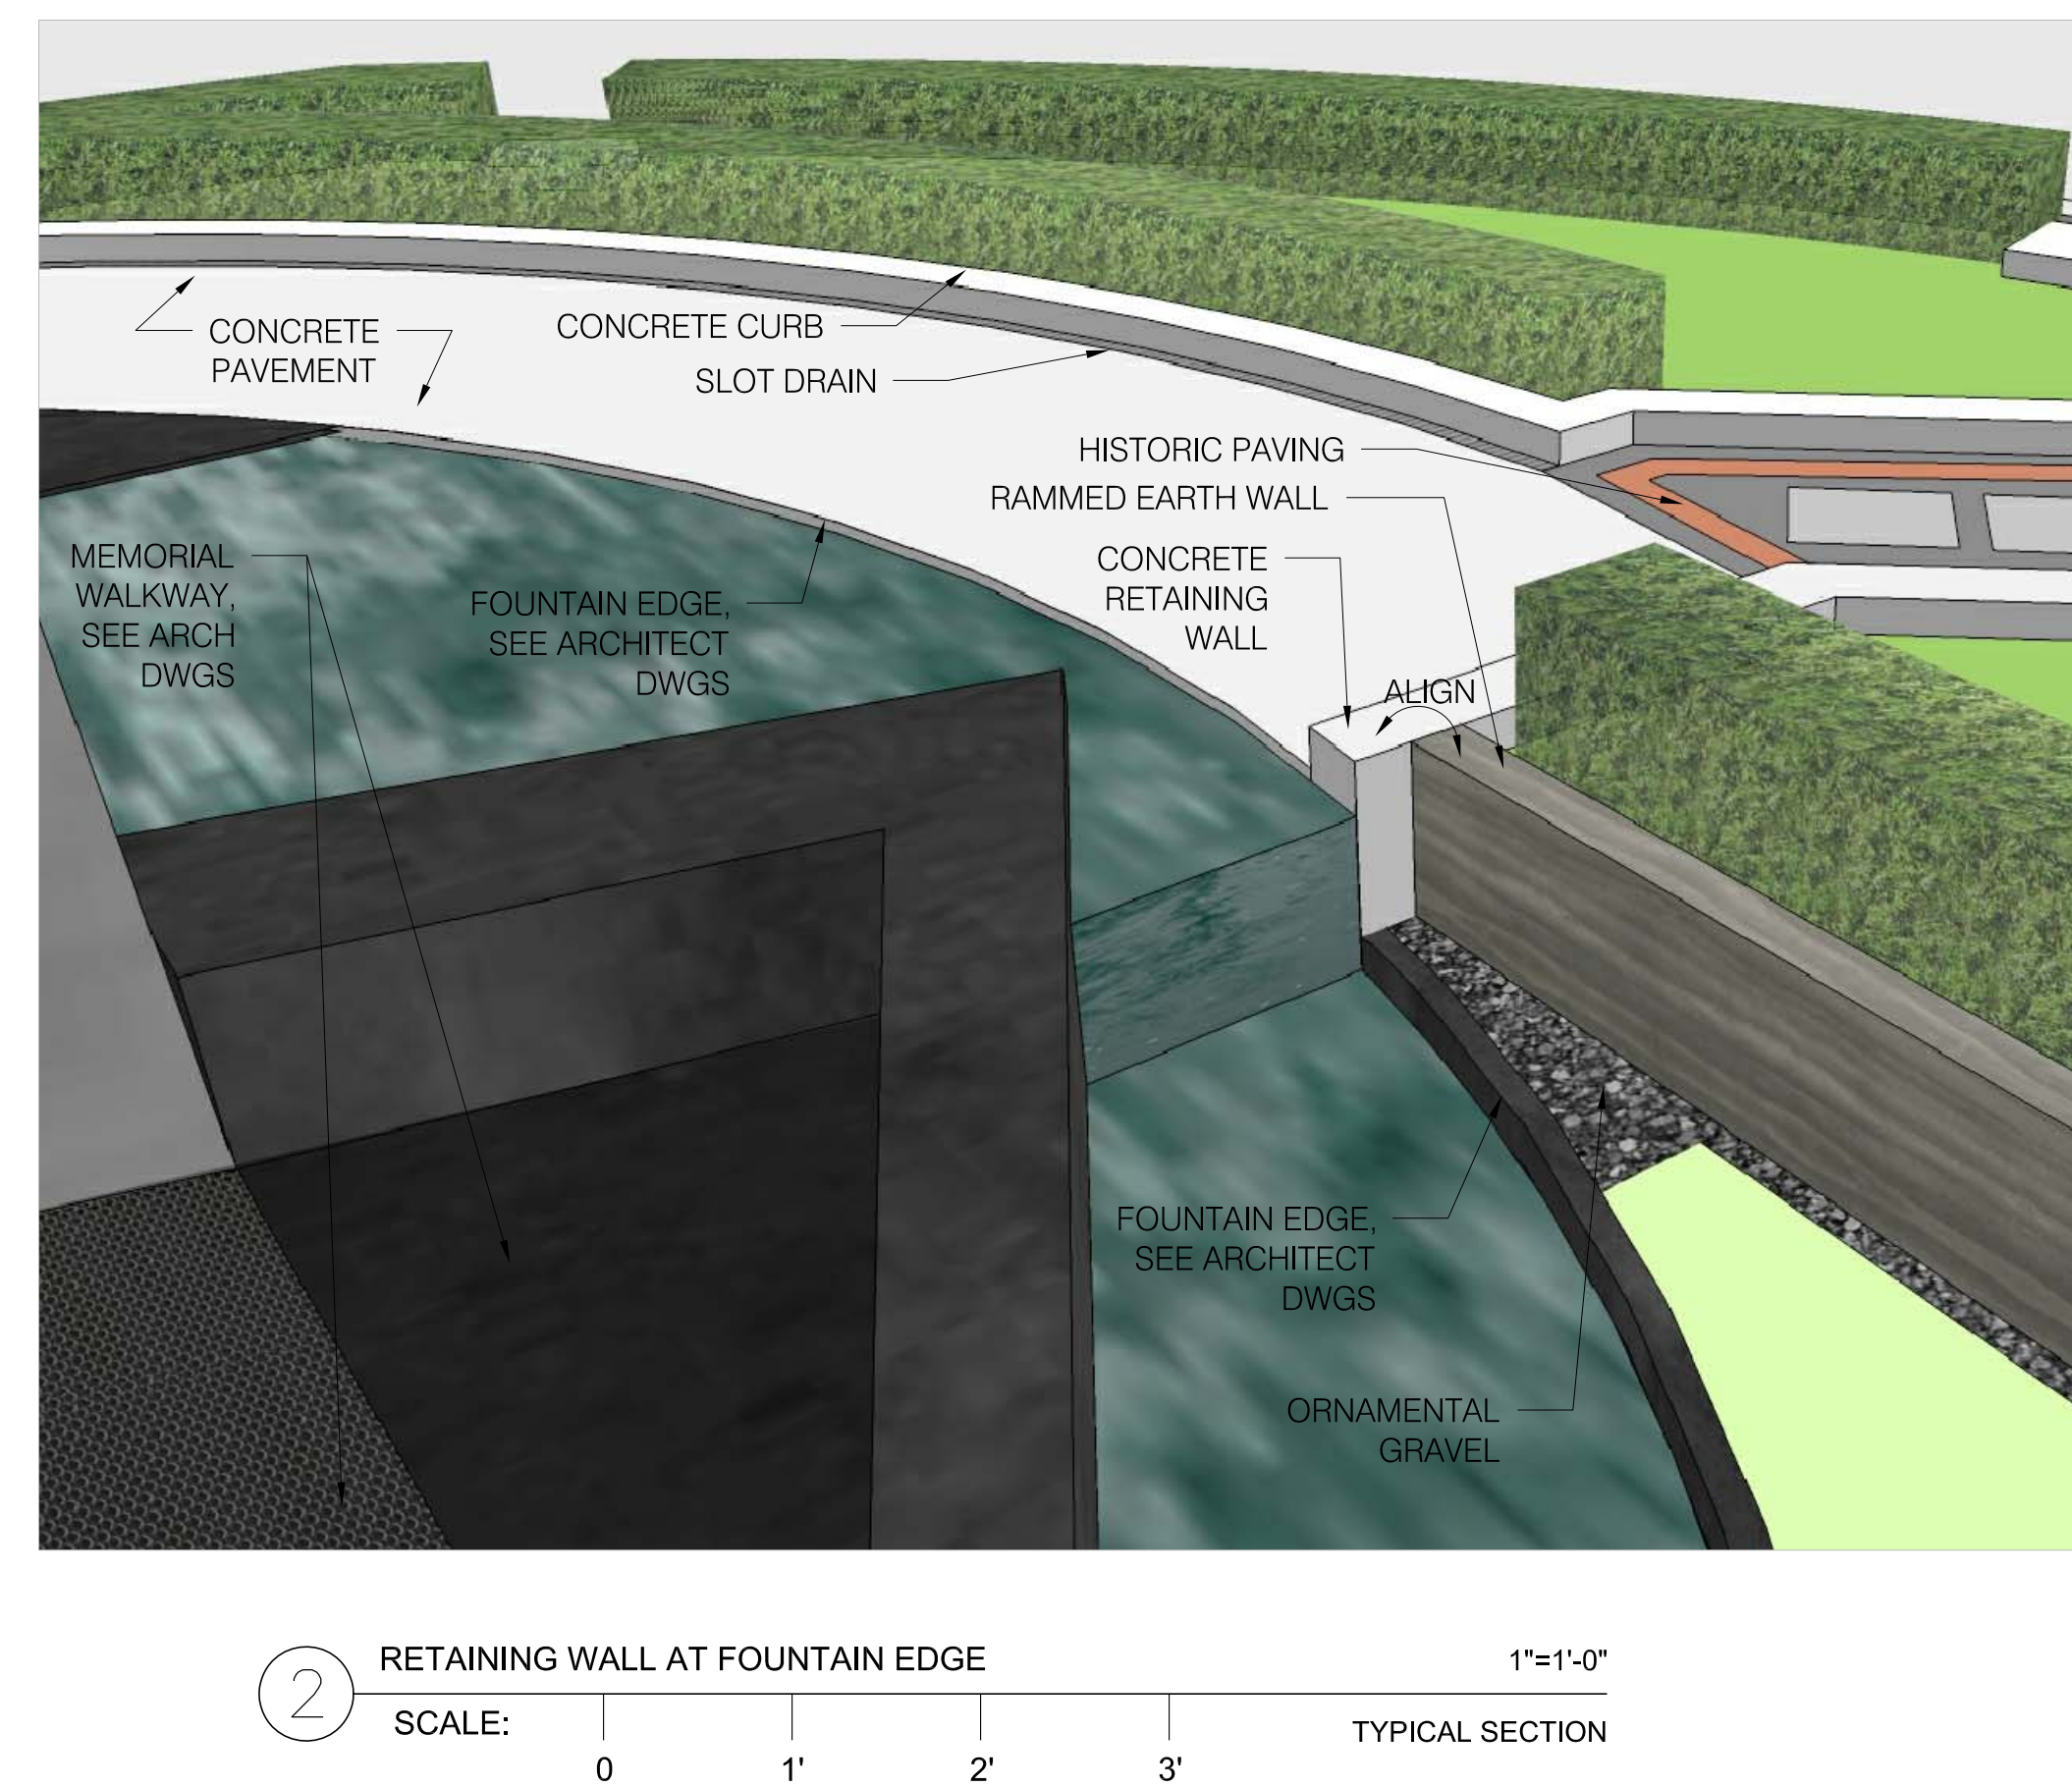 CONCRETE
PAVEMENT
CONCRETE CURB
SLOT DRAIN
HISTORIC PAVING
RAMMED EARTH WALL
CONCRETE
RETAINING
WALL
ALIGN
MEMORIAL
WALKWAY,
SEE ARCH
DWGS
FOUNTAIN EDGE,
SEE ARCHITECT
DWGS
FOUNTAIN EDGE,
SEE ARCHITECT
DWGS
ORNAMENTAL
GRAVEL
2
RETAINING WALL AT FOUNTAIN EDGE
1"=1'-0"
SCALE:
TYPICAL SECTION
0 1' 2' 3'